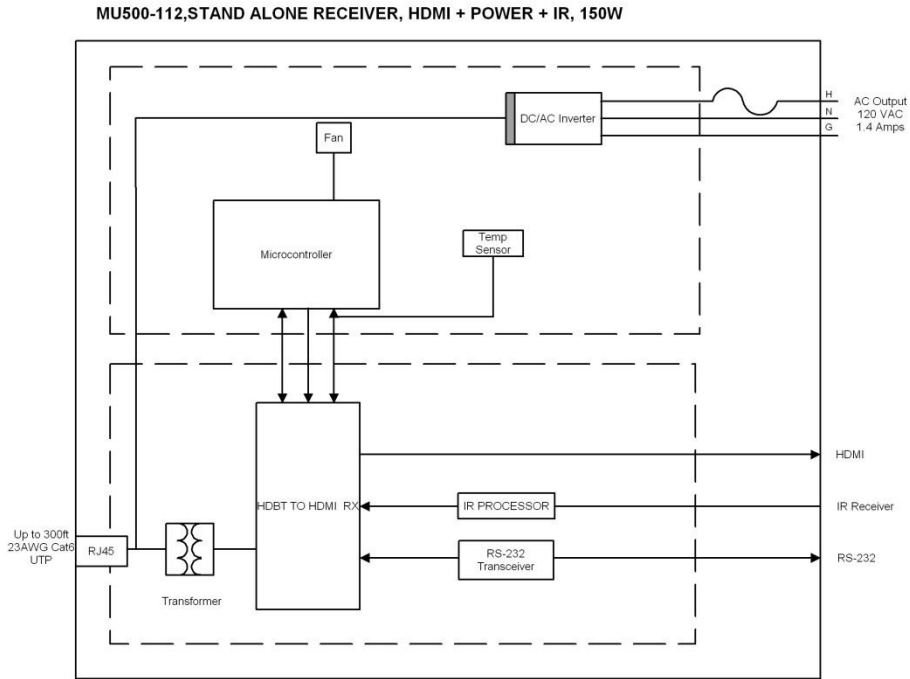 MU500-112,STAND ALONE RECEIVER, HDMI + POWER + IR, 150W
H
N
G
AC Output
120 VAC
1.4 Amps
DC/AC Inverter
Fan
Microcontroller
Temp
Sensor
HDBT TO HDMI RX
HDMI
IR PROCESSOR
IR Receiver
RS-232
Transceiver
RS-232
Up to 300ft
23AWG Cat6
UTP
RJ45
Transformer